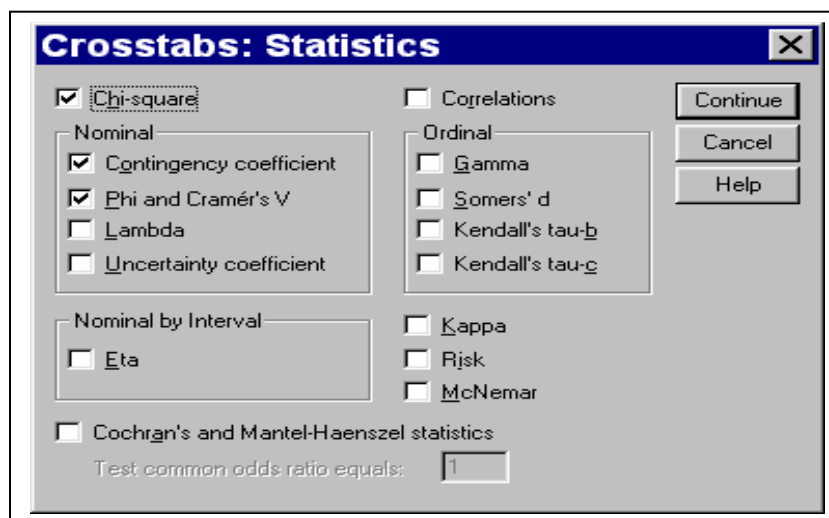 Crosstabs: Statistics
Chi-square
Correlations
Continue
Nominal
Ordinal
Cancel
Contingency coefficient
Gamma
Help
Phi and Cramér's V
Somers' d
Lambda
Kendall's tau-b
Uncertainty coefficient
Kendall's tau-c
Nominal by Interval
Kappa
Eta
Risk
McNemar
Cochran's and Mantel-Haenszel statistics
Test common odds ratio equals: 1